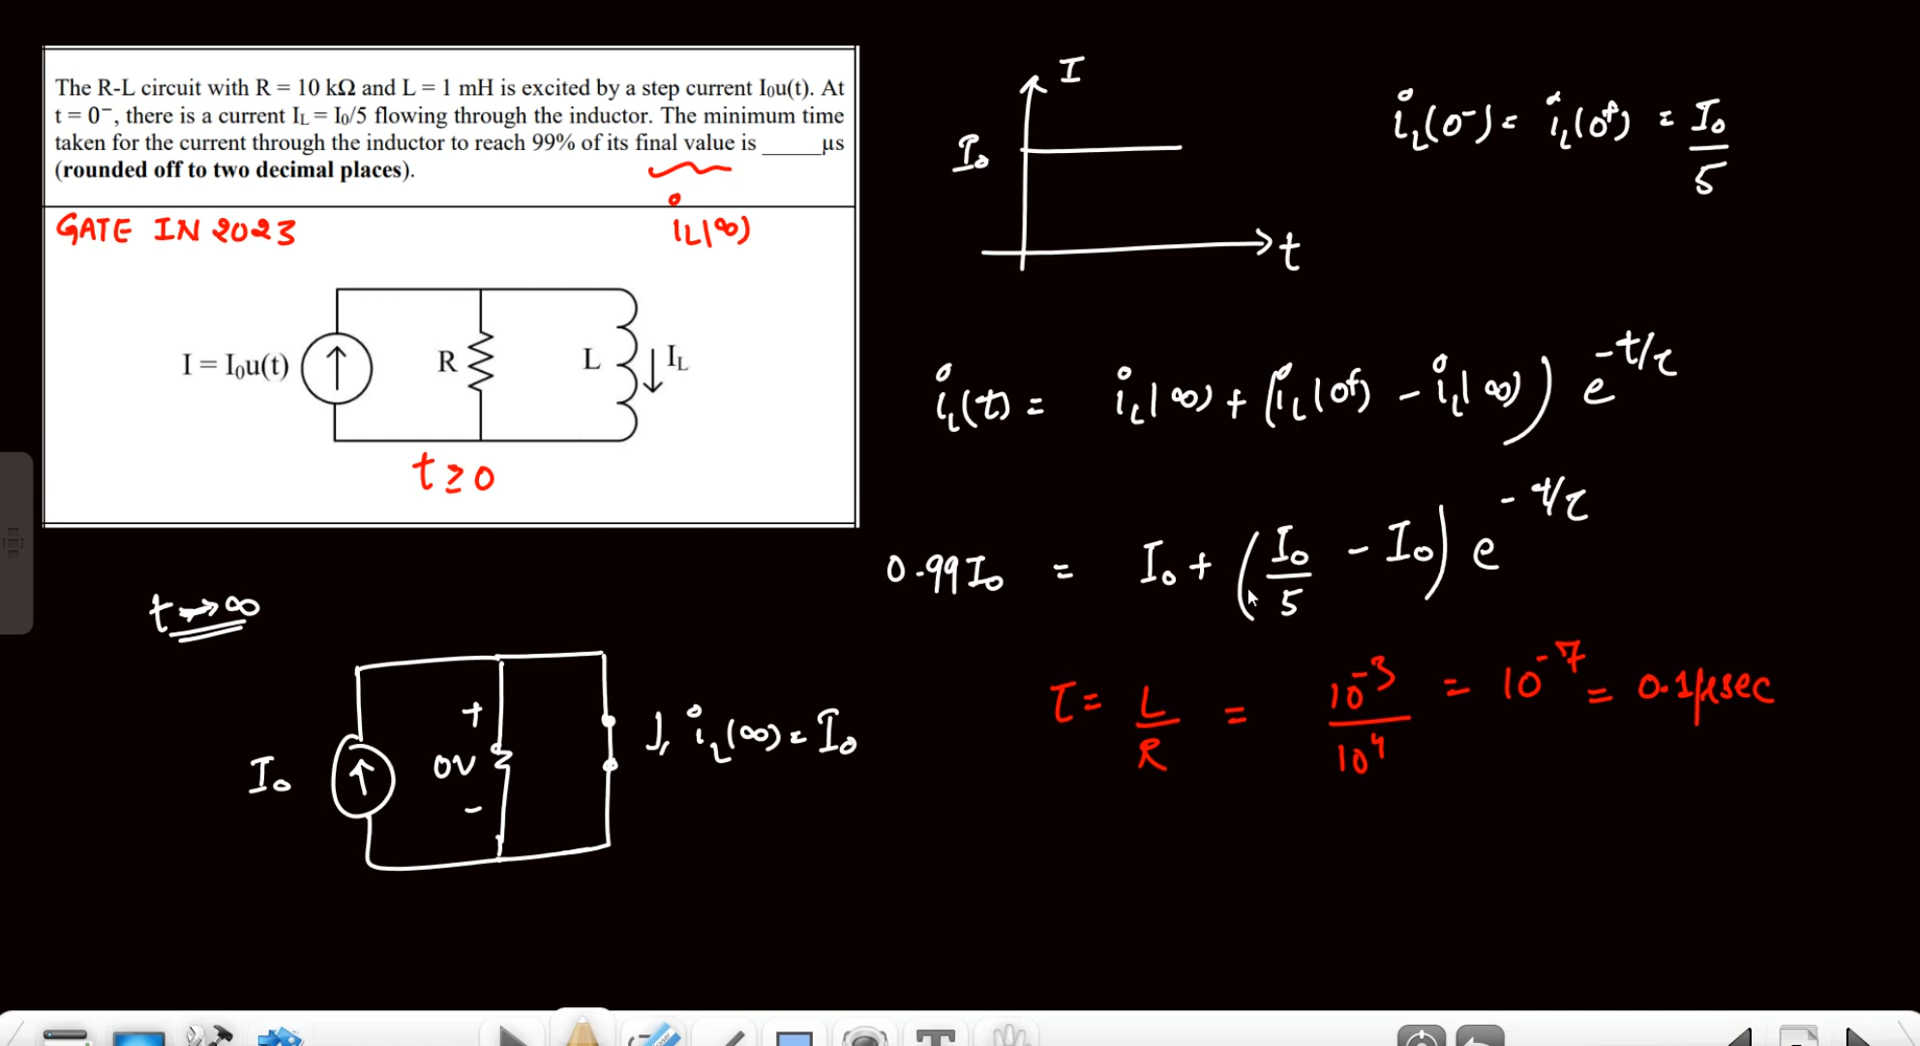 The R-L circuit with R = 10 kΩ and L = 1 mH is excited by a step current I₀u(t). At
t = 0⁻, there is a current I_L = I₀/5 flowing through the inductor. The minimum time
taken for the current through the inductor to reach 99% of its final value is _____ μs
(rounded off to two decimal places).
GATE IN 2023
i_L(∞)
I = I₀u(t)
R
L
I_L
t ≥ 0
t → ∞
I₀
+
0V
-
i_L(∞) = I₀
I
I₀
t
i_L(0⁻) = i_L(0⁺) = I₀/5
i_L(t) = i_L(∞) + (i_L(0⁺) - i_L(∞)) e^(-t/τ)
0.99I₀ = I₀ + (I₀/5 - I₀) e^(-t/τ)
τ = L/R = 10⁻³/10⁴ = 10⁻⁷ = 0.1μsec